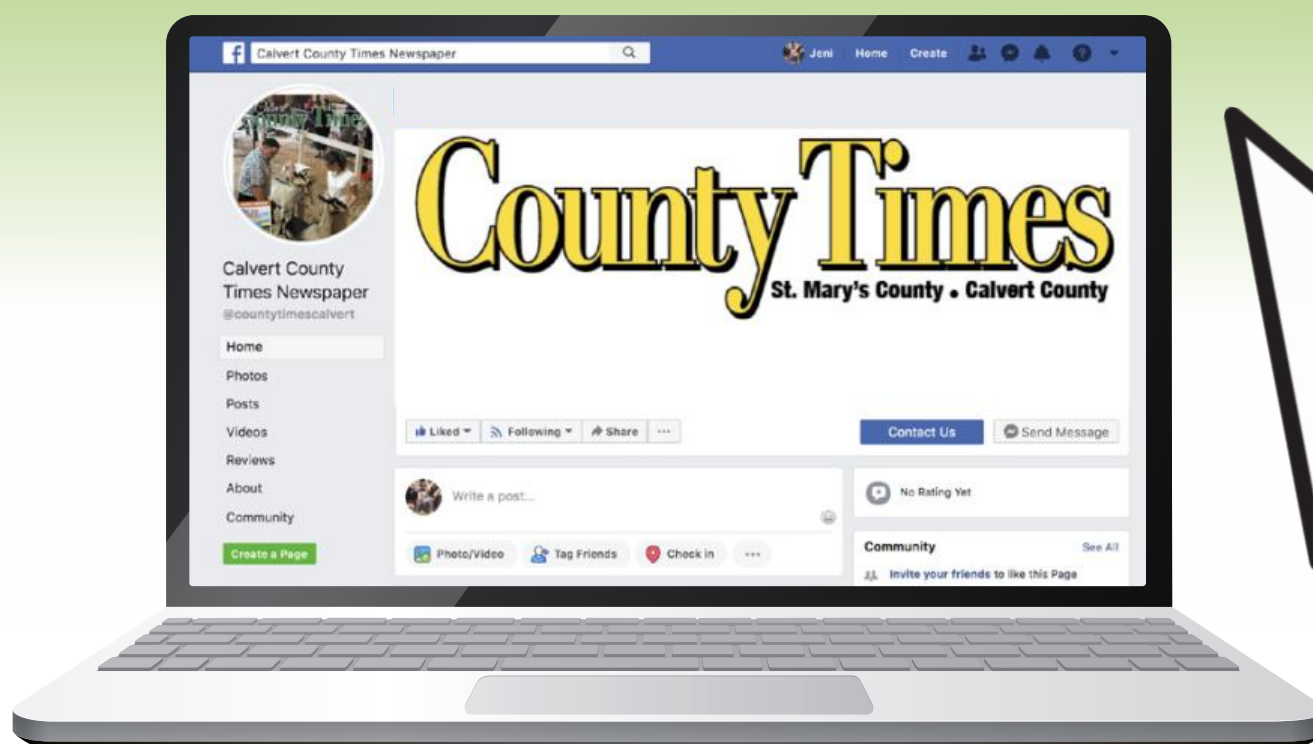 Calvert County Times Newspaper
Jeni Home Create
County Times
Calvert County
Times Newspaper
@countytimescalvert
Home
Photos
Posts
Videos
Reviews
About
Community
Create a Page
County Times
St. Mary's County • Calvert County
Liked Following Share ...
Contact Us Send Message
Write a post...
Photo/Video Tag Friends Check in ...
No Rating Yet
Community See All
Invite your friends to like this Page